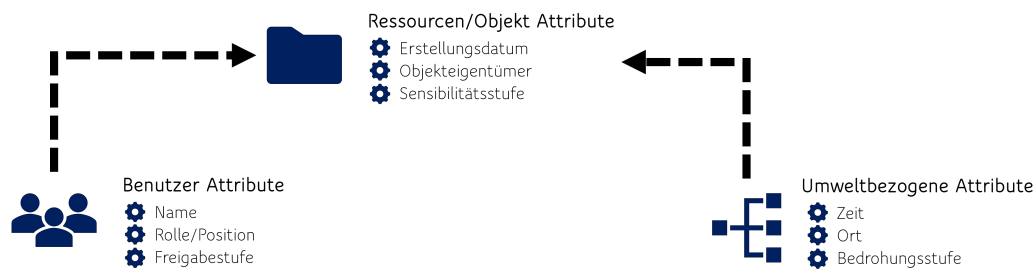 Ressourcen/Objekt Attribute
Erstellungsdatum
Objekteigentümer
Sensibilitätsstufe
Benutzer Attribute
Name
Rolle/Position
Freigabestufe
Umweltbezogene Attribute
Zeit
Ort
Bedrohungsstufe